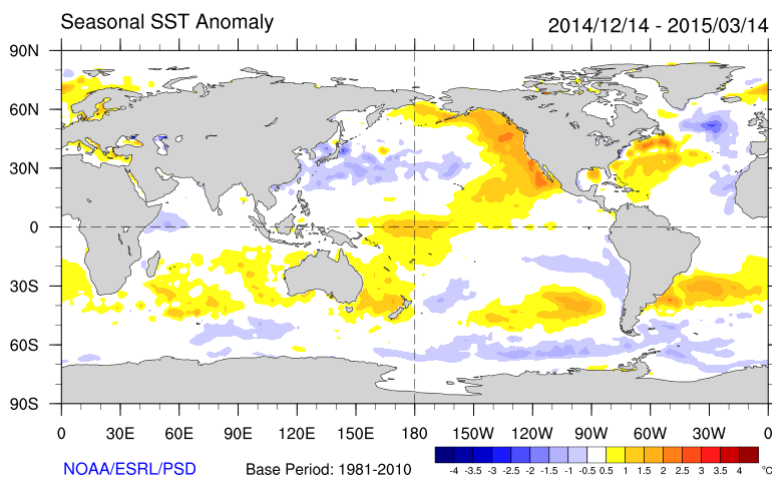 Seasonal SST Anomaly 2014/12/14 - 2015/03/14
90N
60N
30N
0
30S
60S
90S
0 30E 60E 90E 120E 150E 180 150W 120W 90W 60W 30W 0
NOAA/ESRL/PSD Base Period: 1981-2010
-4 -3.5 -3 -2.5 -2 -1.5 -1 -0.5 0.5 1 1.5 2 2.5 3 3.5 4 °C